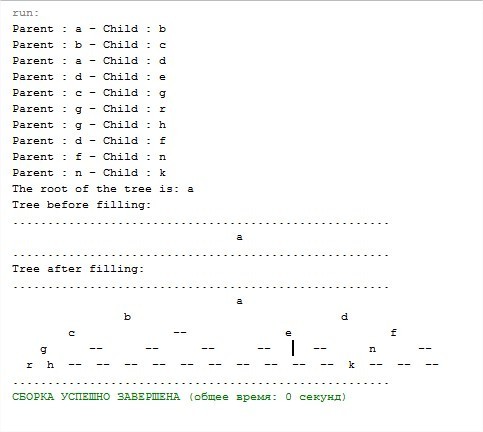 run:
Parent : a - Child : b
Parent : b - Child : c
Parent : a - Child : d
Parent : d - Child : e
Parent : c - Child : g
Parent : g - Child : r
Parent : g - Child : h
Parent : d - Child : f
Parent : f - Child : n
Parent : n - Child : k
The root of the tree is: a
Tree before filling:
......................................................
a
......................................................
Tree after filling:
......................................................
a
b d
c -- e f
g -- -- -- -- -- n --
r h -- -- -- -- -- -- -- -- -- -- k -- -- --
......................................................
СБОРКА УСПЕШНО ЗАВЕРШЕНА (общее время: 0 секунд)